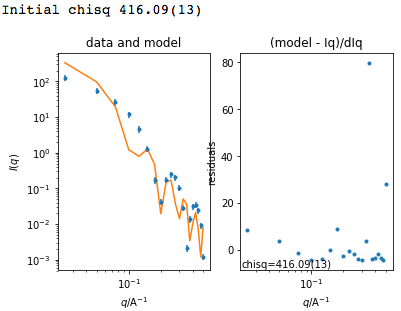 Initial chisq 416.09(13)
data and model
(model - Iq)/dIq
10²
10¹
10⁰
10⁻¹
10⁻²
10⁻³
I(q)
10⁻¹
q/A⁻¹
80
60
40
20
0
residuals
chisq=416.09(13)
10⁻¹
q/A⁻¹